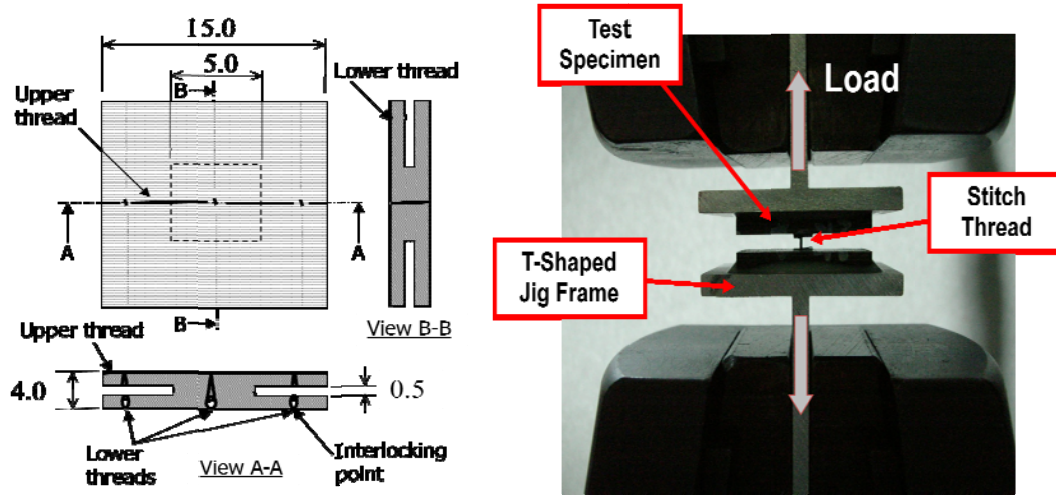 15.0
5.0
B
Lower thread
Upper
thread
A
A
B
View B-B
Upper thread
4.0
0.5
Lower
threads
View A-A
Interlocking
point
Test
Specimen
Load
Stitch
Thread
T-Shaped
Jig Frame